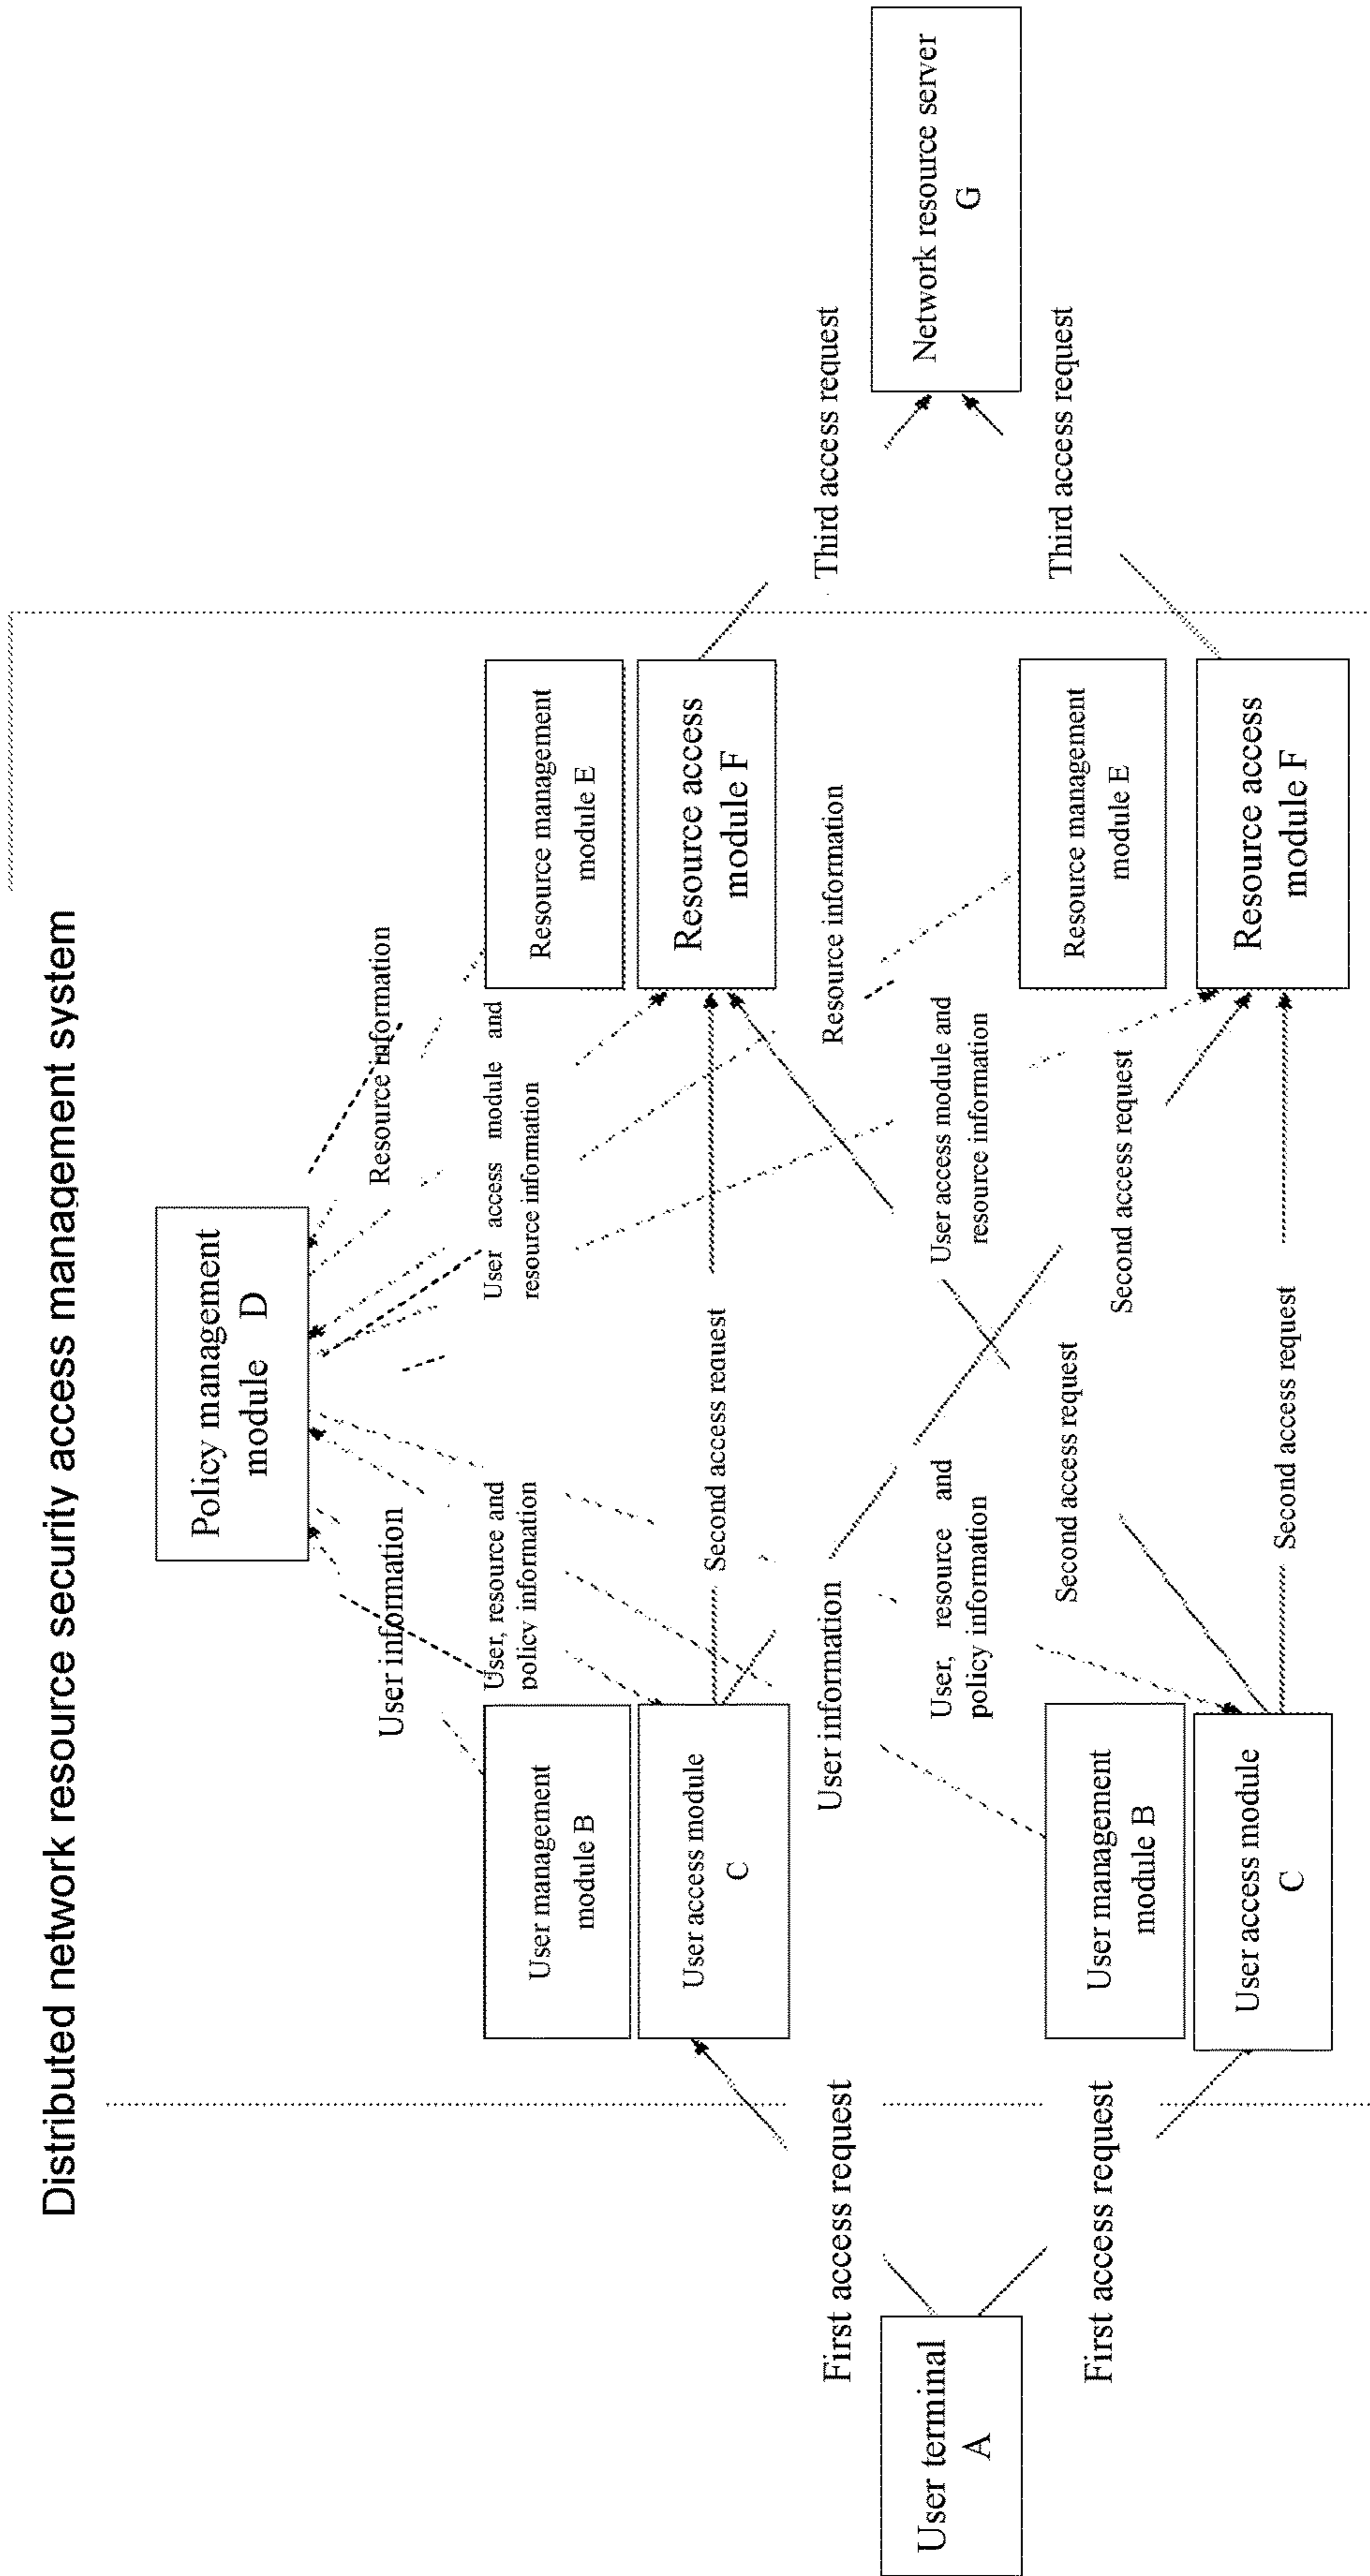 Distributed network resource security access management system
Policy management
module D
User information
Resource information
User, resource and
policy information
User access module and
resource information
User management
module B
Resource management
module E
User access module
C
Second access request
Resource access
module F
First access request
User information
Resource information
Third access request
User terminal
A
Network resource server
G
User, resource and
policy information
User access module and
resource information
First access request
Second access request
Second access request
Third access request
User management
module B
Resource management
module E
User access module
C
Second access request
Resource access
module F